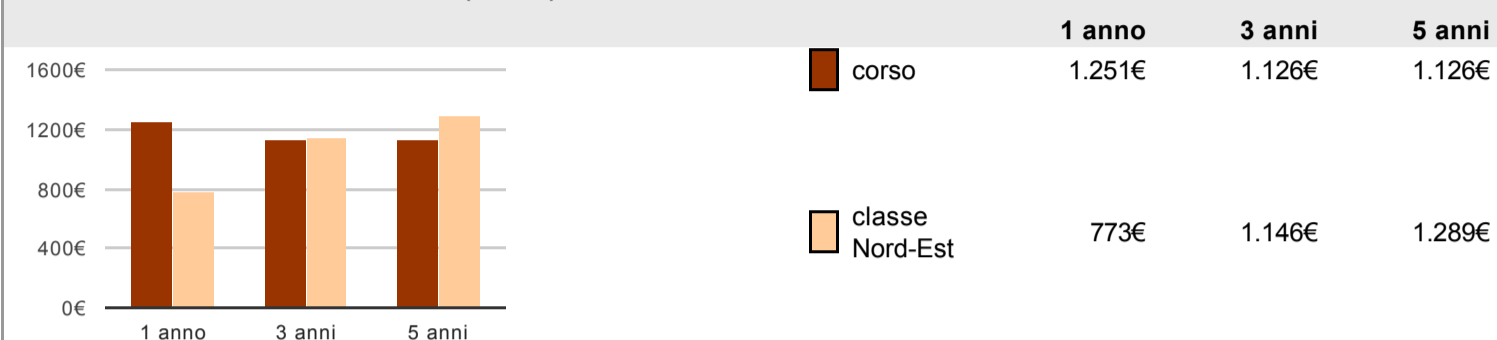 1 anno 3 anni 5 anni
1600€
1200€
800€
400€
0€
1 anno 3 anni 5 anni
corso 1.251€ 1.126€ 1.126€
classe
Nord-Est 773€ 1.146€ 1.289€